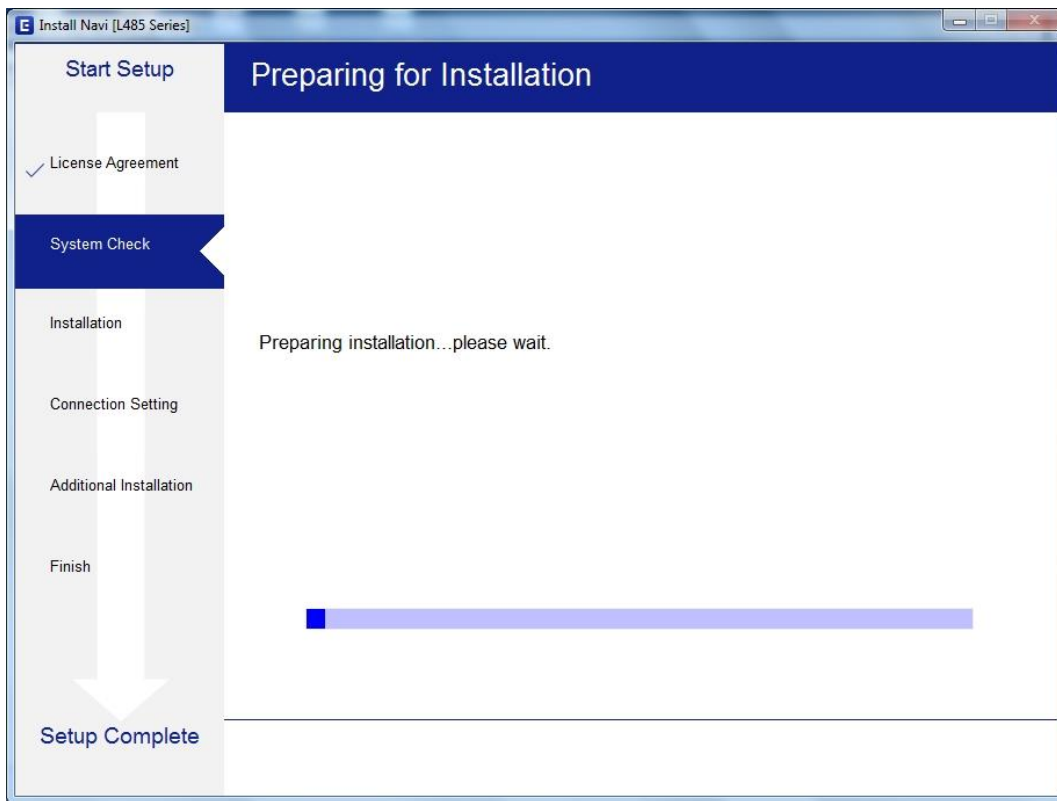 Install Navi [L485 Series]
Start Setup
Preparing for Installation
License Agreement
System Check
Installation
Preparing installation...please wait.
Connection Setting
Additional Installation
Finish
Setup Complete